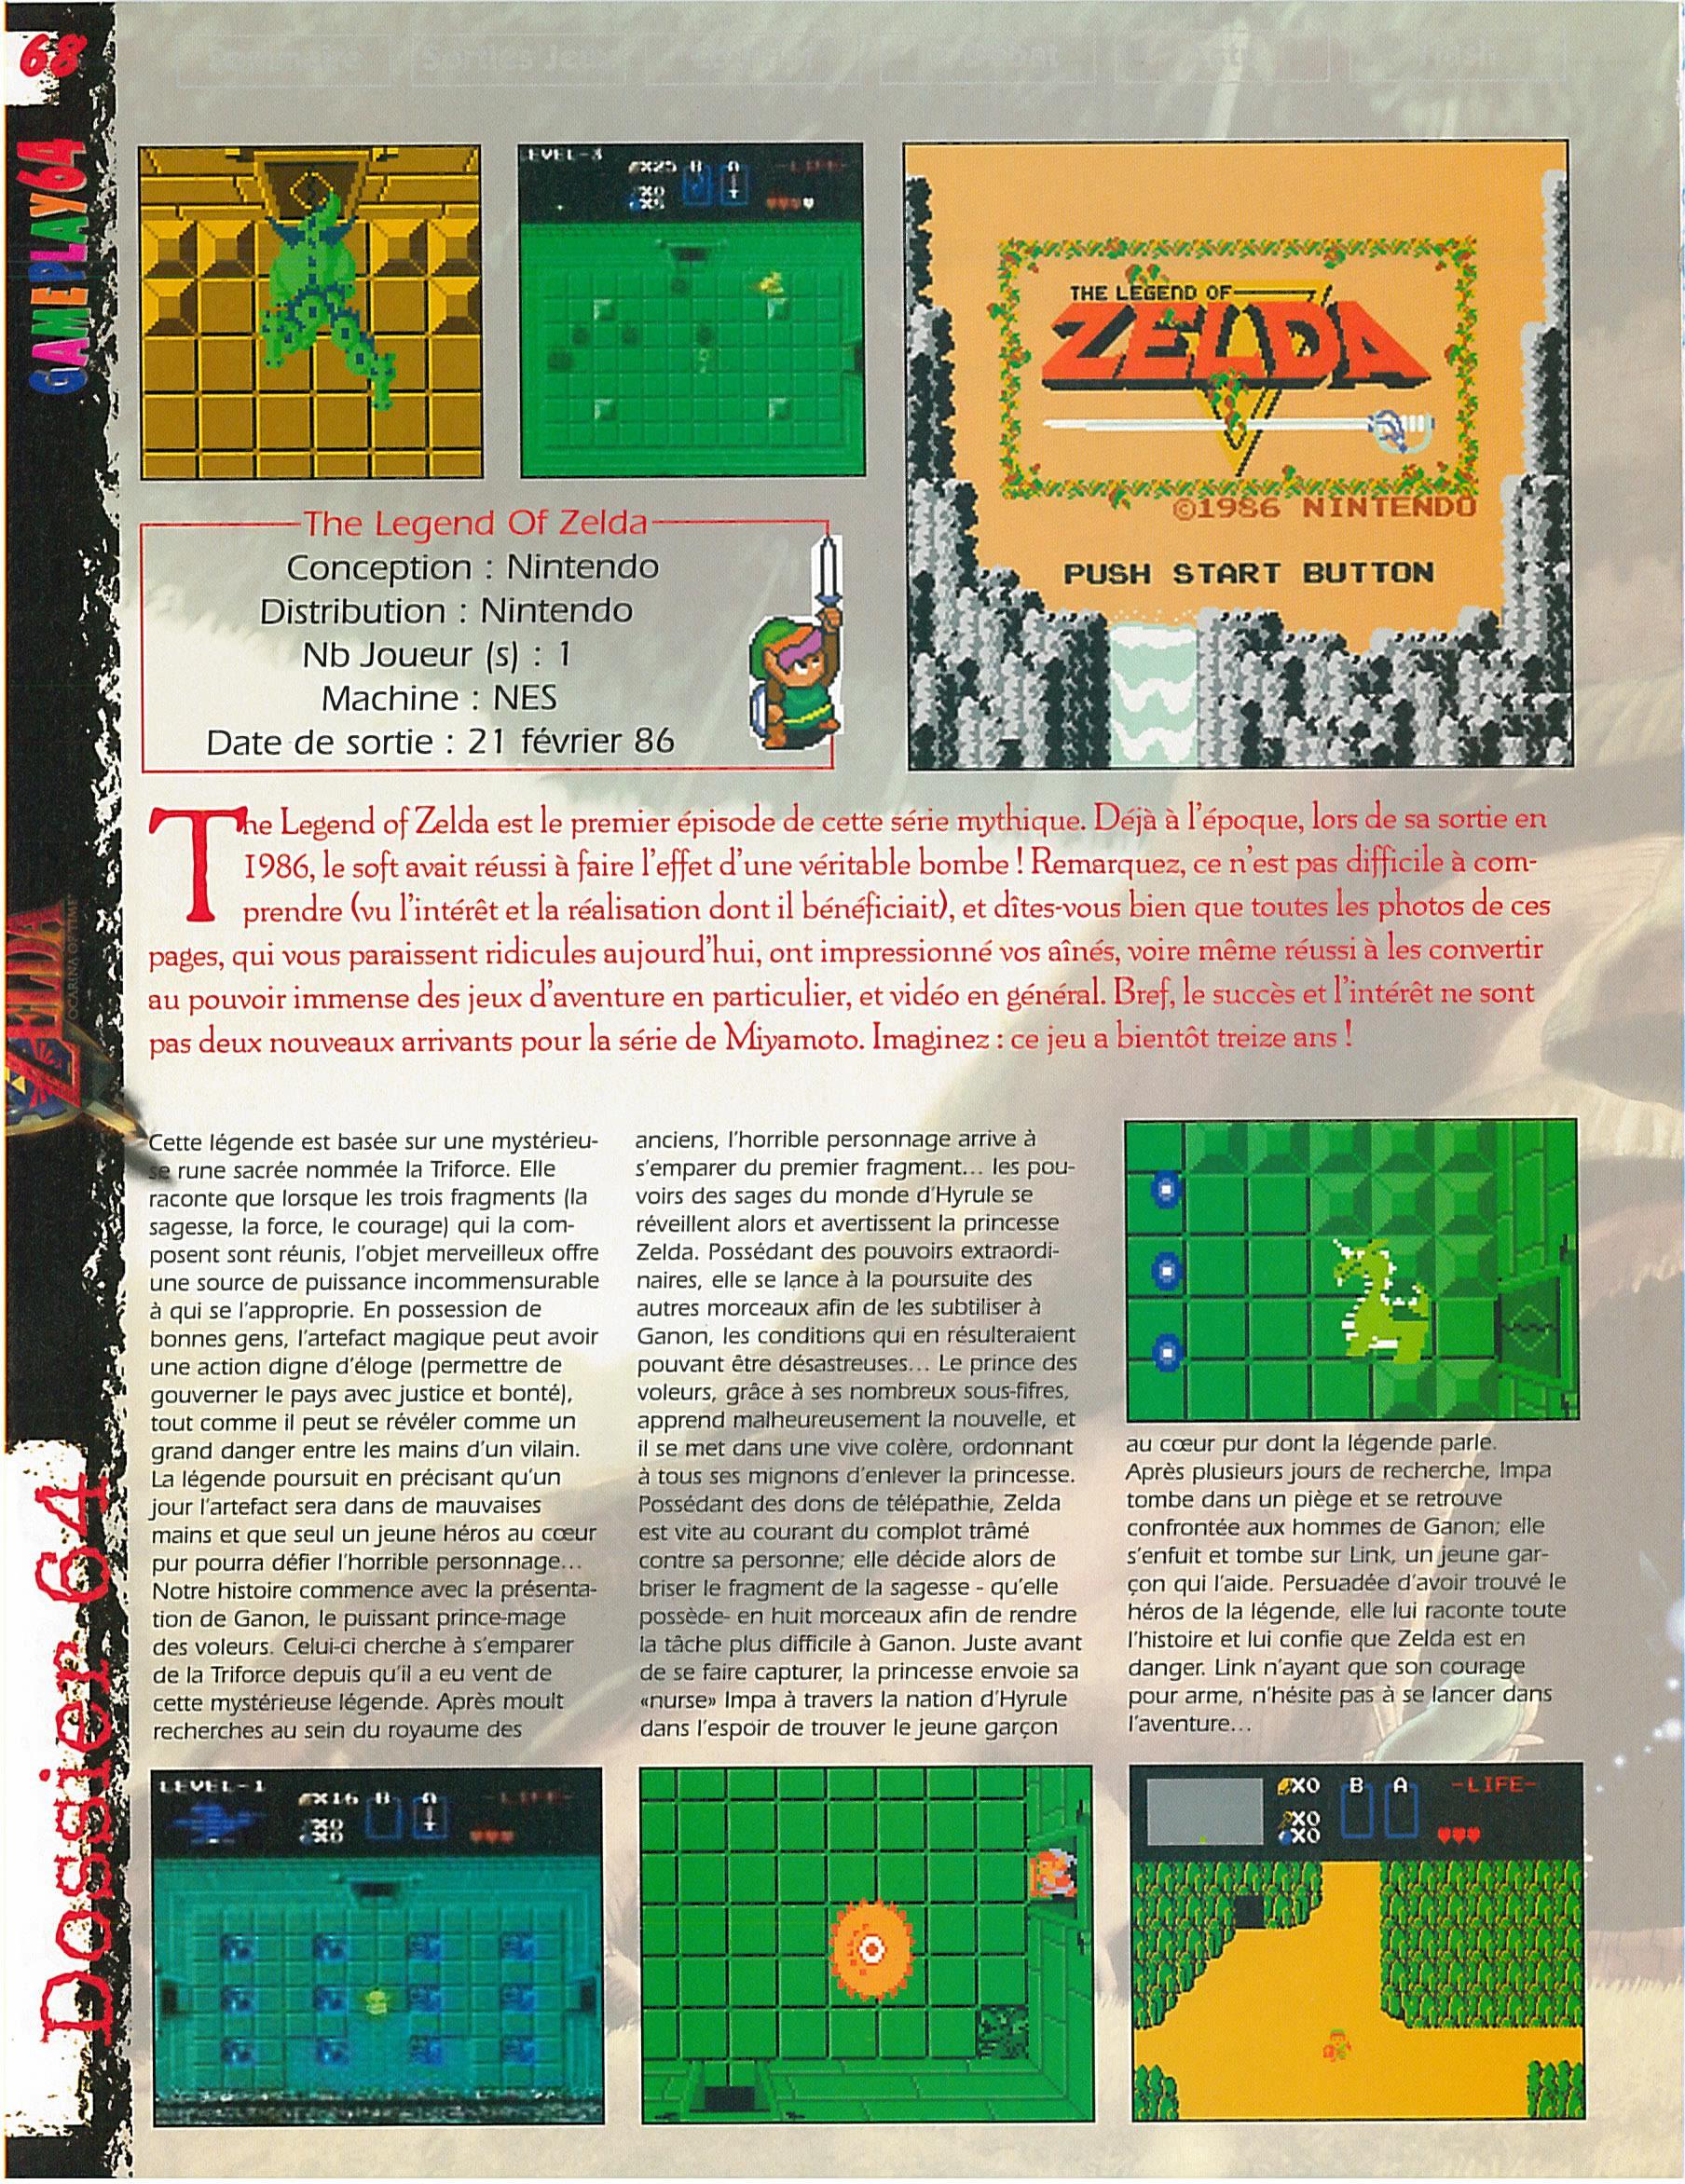 68
GAMEPLAY64
ZELDA
OCARINA OF TIME
Dossier 64
LEVEL-3
X25 B A -LIFE-
X0
X5
THE LEGEND OF
ZELDA
©1986 NINTENDO
PUSH START BUTTON
The Legend Of Zelda
Conception : Nintendo
Distribution : Nintendo
Nb Joueur (s) : 1
Machine : NES
Date de sortie : 21 février 86
The Legend of Zelda est le premier épisode de cette série mythique. Déjà à l'époque, lors de sa sortie en
1986, le soft avait réussi à faire l'effet d'une véritable bombe ! Remarquez, ce n'est pas difficile à com-
prendre (vu l'intérêt et la réalisation dont il bénéficiait), et dîtes-vous bien que toutes les photos de ces
pages, qui vous paraissent ridicules aujourd'hui, ont impressionné vos aînés, voire même réussi à les convertir
au pouvoir immense des jeux d'aventure en particulier, et vidéo en général. Bref, le succès et l'intérêt ne sont
pas deux nouveaux arrivants pour la série de Miyamoto. Imaginez : ce jeu a bientôt treize ans !
Cette légende est basée sur une mystérieu-
se rune sacrée nommée la Triforce. Elle
raconte que lorsque les trois fragments (la
sagesse, la force, le courage) qui la com-
posent sont réunis, l'objet merveilleux offre
une source de puissance incommensurable
à qui se l'approprie. En possession de
bonnes gens, l'artefact magique peut avoir
une action digne d'éloge (permettre de
gouverner le pays avec justice et bonté),
tout comme il peut se révéler comme un
grand danger entre les mains d'un vilain.
La légende poursuit en précisant qu'un
jour l'artefact sera dans de mauvaises
mains et que seul un jeune héros au cœur
pur pourra défier l'horrible personnage...
Notre histoire commence avec la présenta-
tion de Ganon, le puissant prince-mage
des voleurs. Celui-ci cherche à s'emparer
de la Triforce depuis qu'il a eu vent de
cette mystérieuse légende. Après moult
recherches au sein du royaume des
anciens, l'horrible personnage arrive à
s'emparer du premier fragment... les pou-
voirs des sages du monde d'Hyrule se
réveillent alors et avertissent la princesse
Zelda. Possédant des pouvoirs extraordi-
naires, elle se lance à la poursuite des
autres morceaux afin de les subtiliser à
Ganon, les conditions qui en résulteraient
pouvant être désastreuses... Le prince des
voleurs, grâce à ses nombreux sous-fifres,
apprend malheureusement la nouvelle, et
il se met dans une vive colère, ordonnant
à tous ses mignons d'enlever la princesse.
Possédant des dons de télépathie, Zelda
est vite au courant du complot trâmé
contre sa personne; elle décide alors de
briser le fragment de la sagesse - qu'elle
possède- en huit morceaux afin de rendre
la tâche plus difficile à Ganon. Juste avant
de se faire capturer, la princesse envoie sa
«nurse» Impa à travers la nation d'Hyrule
dans l'espoir de trouver le jeune garçon
au cœur pur dont la légende parle.
Après plusieurs jours de recherche, Impa
tombe dans un piège et se retrouve
confrontée aux hommes de Ganon; elle
s'enfuit et tombe sur Link, un jeune gar-
çon qui l'aide. Persuadée d'avoir trouvé le
héros de la légende, elle lui raconte toute
l'histoire et lui confie que Zelda est en
danger. Link n'ayant que son courage
pour arme, n'hésite pas à se lancer dans
l'aventure...
LEVEL-1
X16 B A -LIFE-
X0
X0
X0 B A -LIFE-
X0
X0